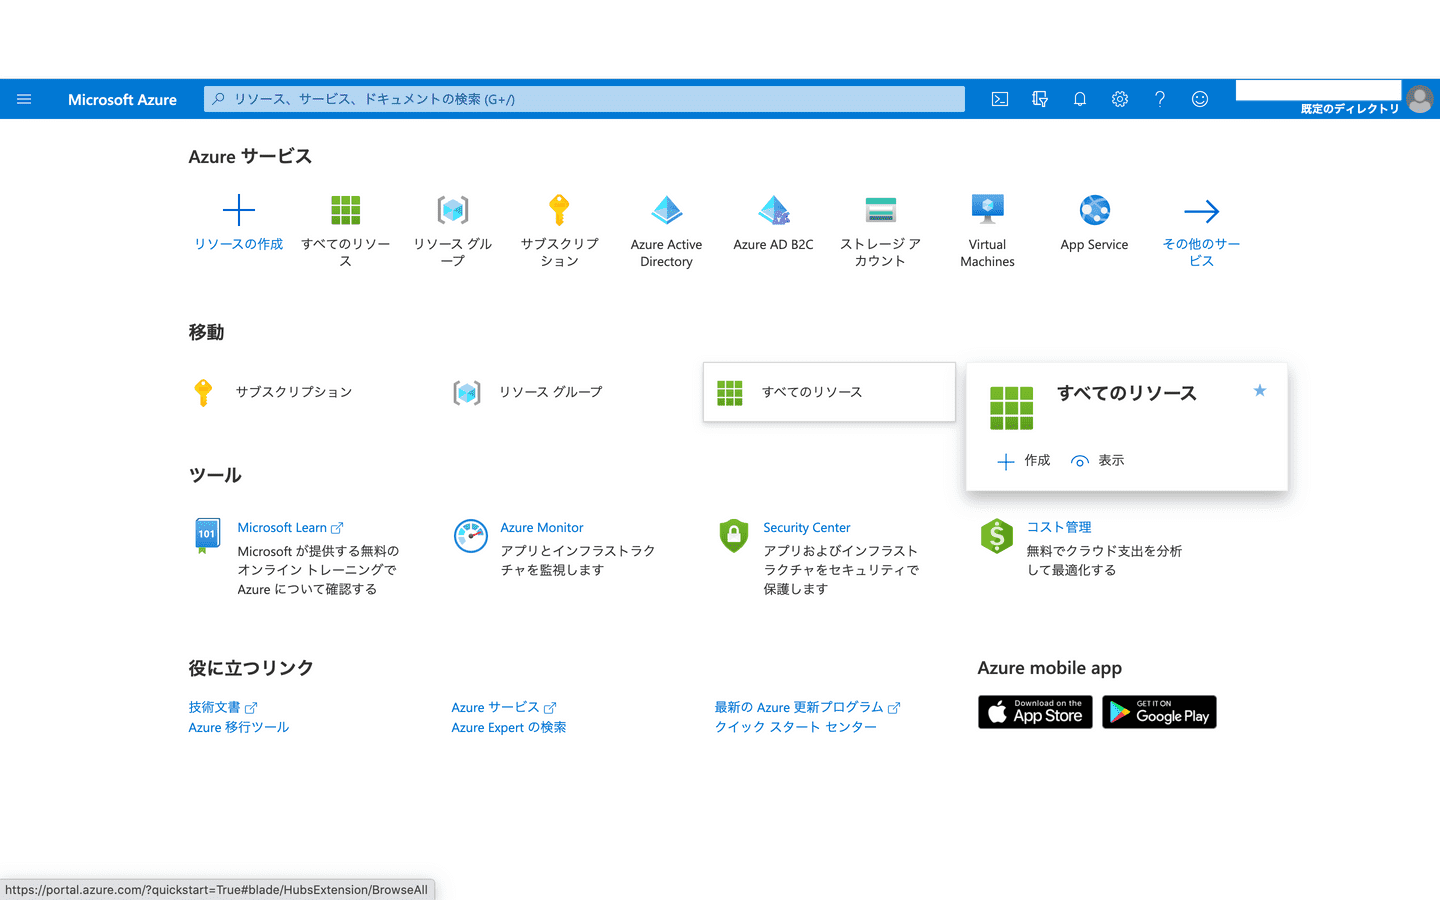 Microsoft Azure
リソース、サービス、ドキュメントの検索 (G+/)
既定のディレクトリ
Azure サービス
リソースの作成
すべてのリソー
ス
リソース グル
ープ
サブスクリプ
ション
Azure Active
Directory
Azure AD B2C
ストレージ ア
カウント
Virtual
Machines
App Service
その他のサー
ビス
移動
サブスクリプション
リソース グループ
すべてのリソース
すべてのリソース
作成
表示
ツール
101
Microsoft Learn
Microsoft が提供する無料の
オンライン トレーニングで
Azure について確認する
Azure Monitor
アプリとインフラストラク
チャを監視します
Security Center
アプリおよびインフラスト
ラクチャをセキュリティで
保護します
コスト管理
無料でクラウド支出を分析
して最適化する
役に立つリンク
技術文書
Azure 移行ツール
Azure サービス
Azure Expert の検索
最新の Azure 更新プログラム
クイック スタート センター
Azure mobile app
Download on the
App Store
GET IT ON
Google Play
https://portal.azure.com/?quickstart=True#blade/HubsExtension/BrowseAll